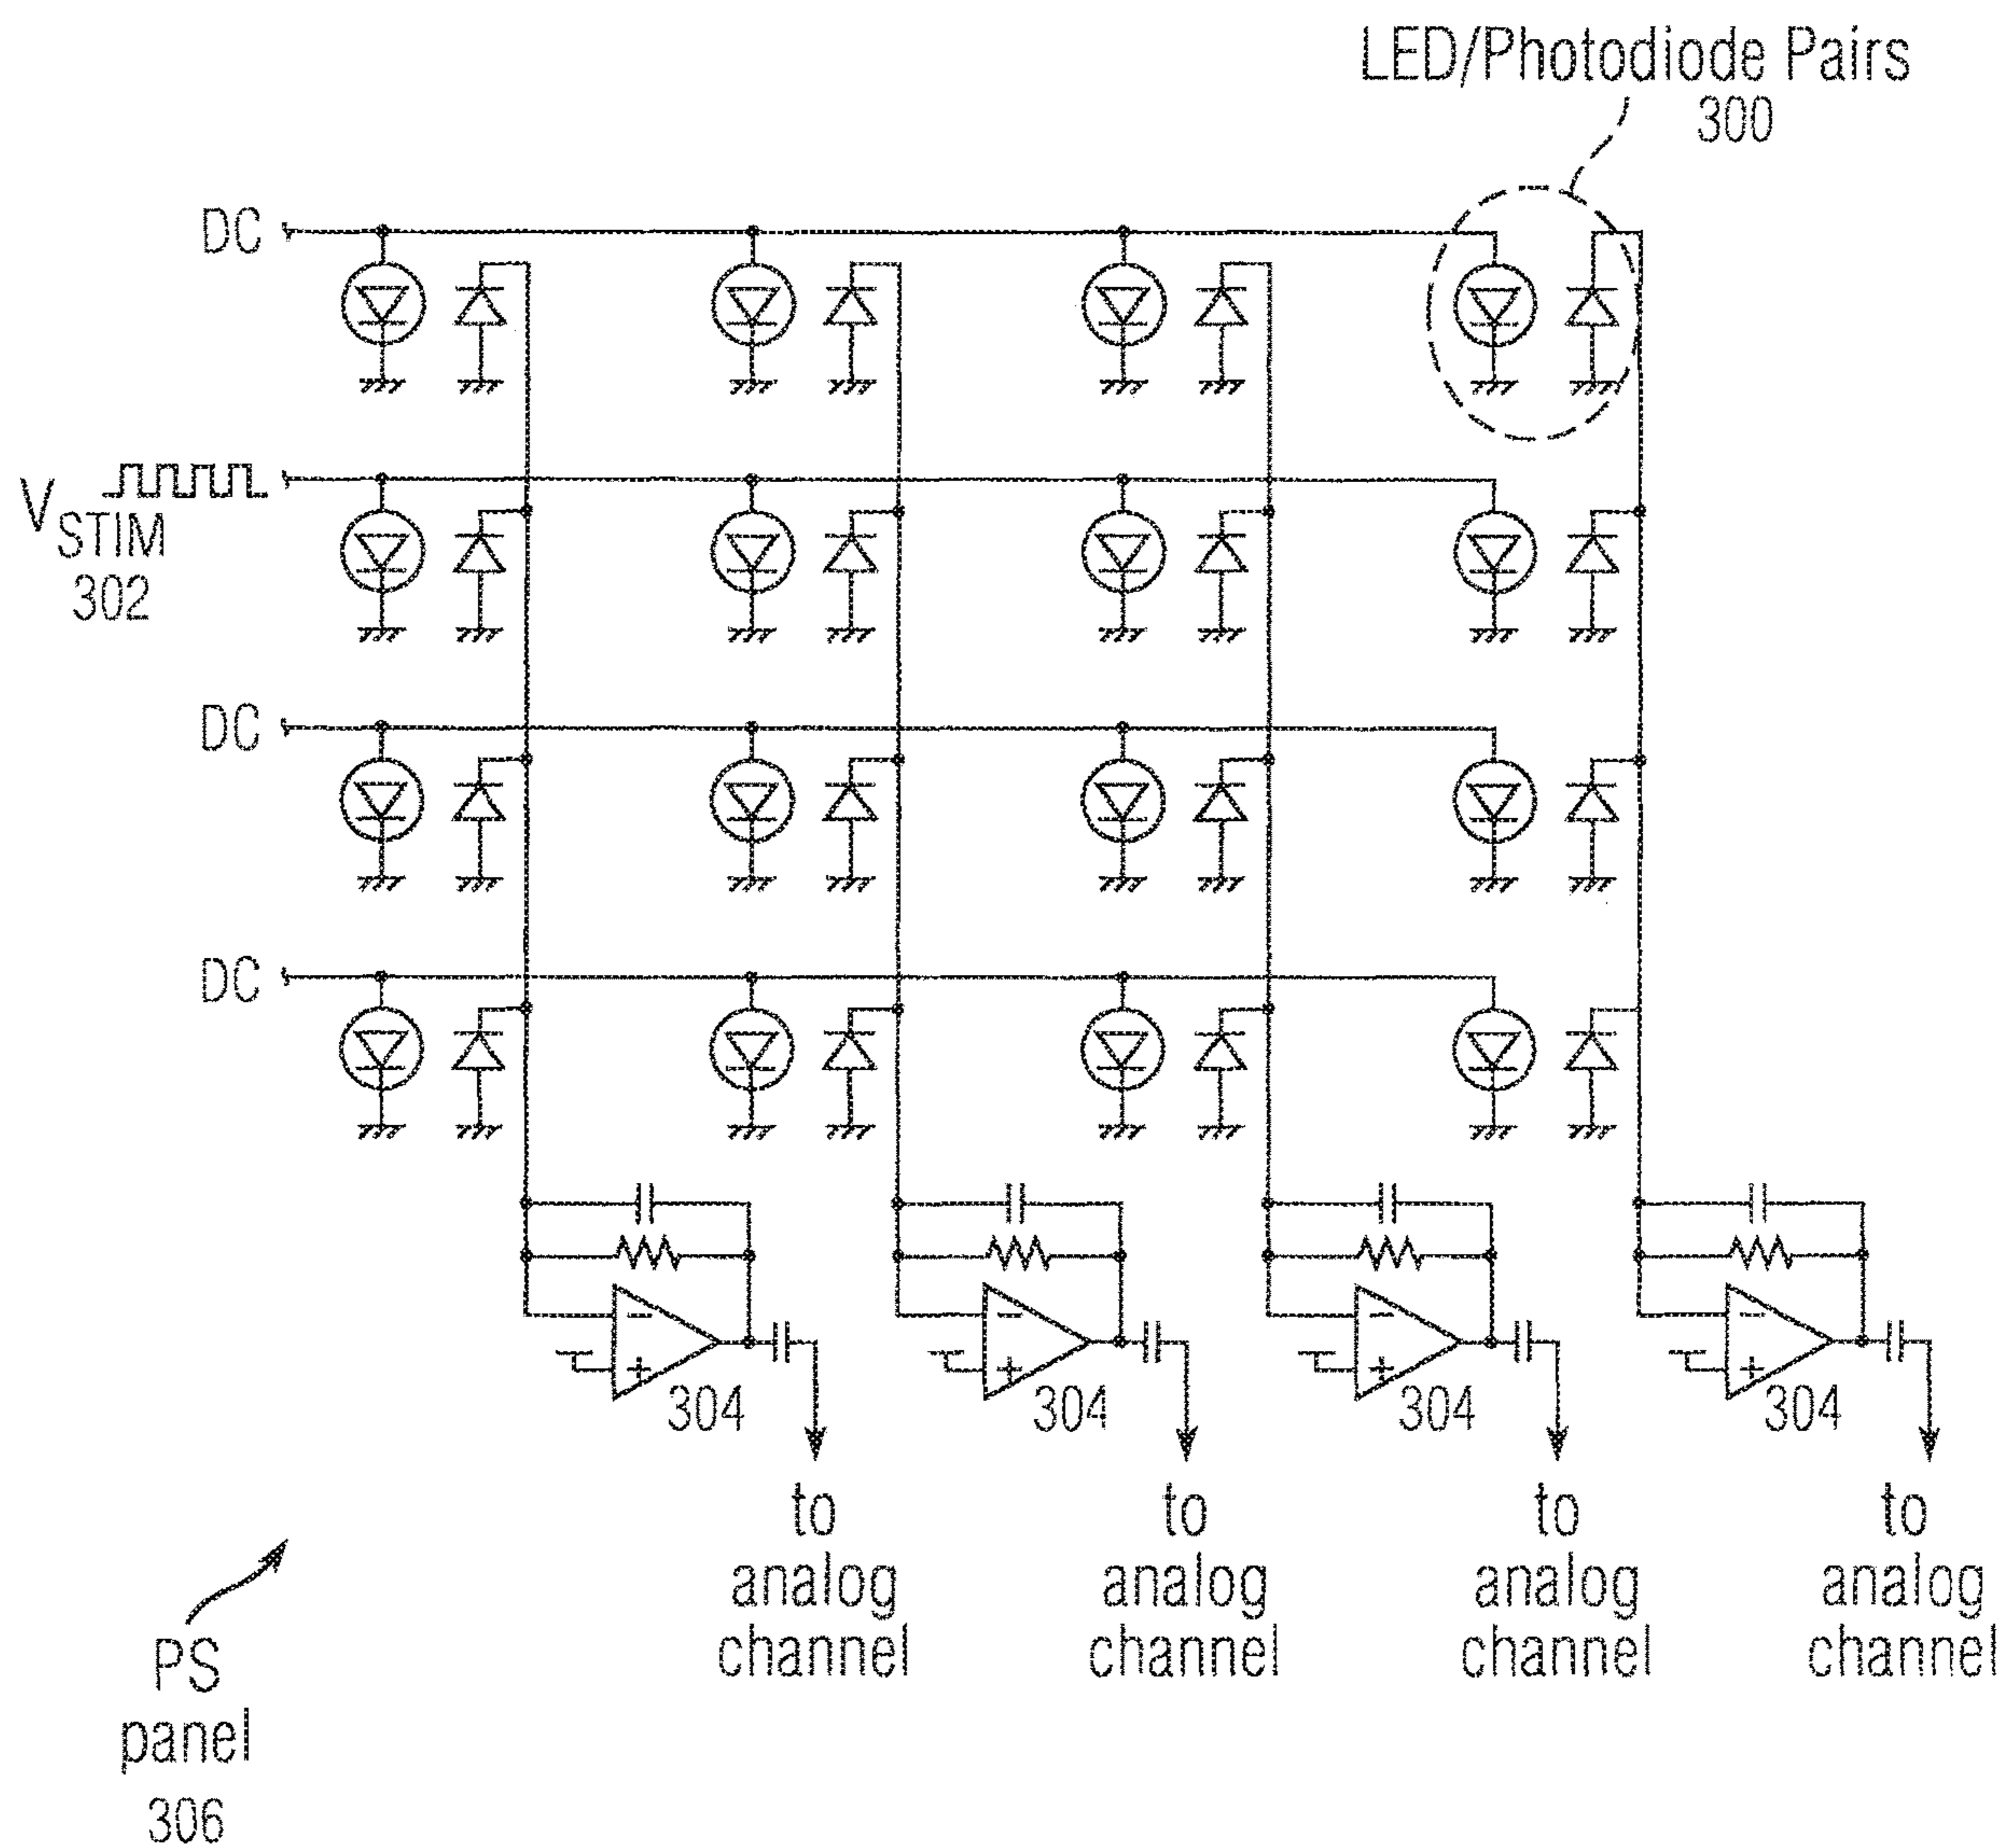 LED/Photodiode Pairs
300
DC
V STIM
302
DC
DC
− − − −
+ + + +
304 304 304 304
to to to to
analog analog analog analog
channel channel channel channel
PS
panel
306